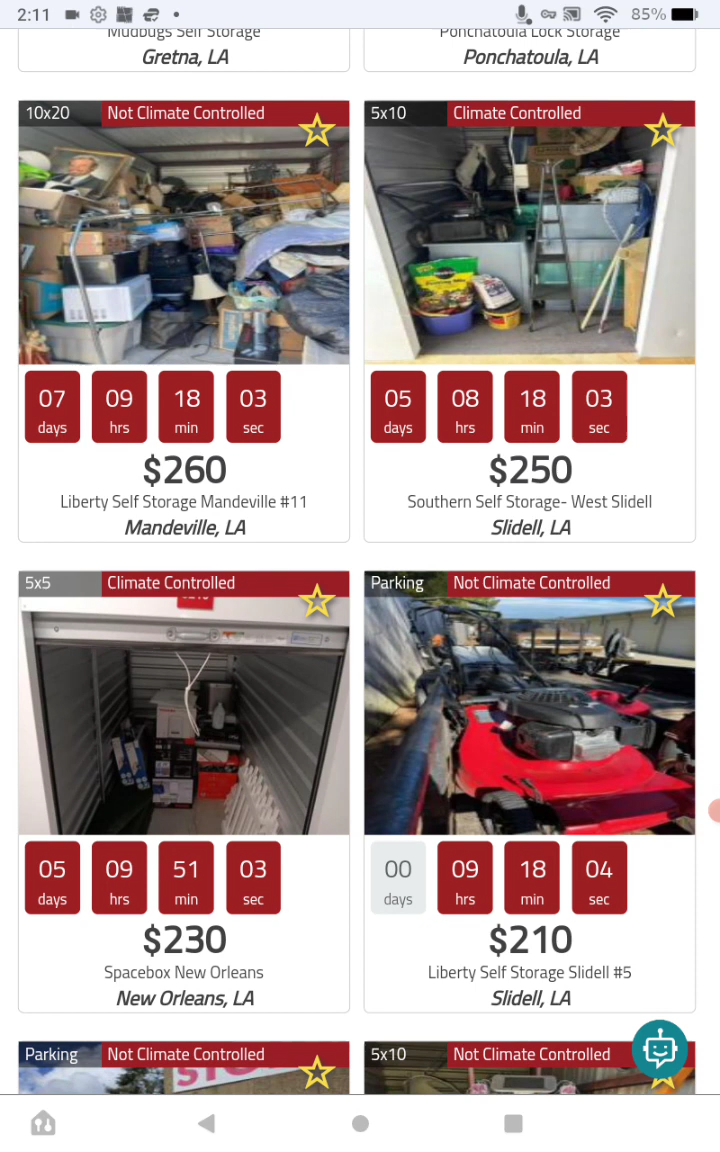 2:11
85%
Mudbugs Self Storage
Gretna, LA
Ponchatoula Lock Storage
Ponchatoula, LA
10x20 Not Climate Controlled
07 days 09 hrs 18 min 03 sec
$260
Liberty Self Storage Mandeville #11
Mandeville, LA
5x10 Climate Controlled
05 days 08 hrs 18 min 03 sec
$250
Southern Self Storage- West Slidell
Slidell, LA
5x5 Climate Controlled
05 days 09 hrs 51 min 03 sec
$230
Spacebox New Orleans
New Orleans, LA
Parking Not Climate Controlled
00 days 09 hrs 18 min 04 sec
$210
Liberty Self Storage Slidell #5
Slidell, LA
Parking Not Climate Controlled
5x10 Not Climate Controlled